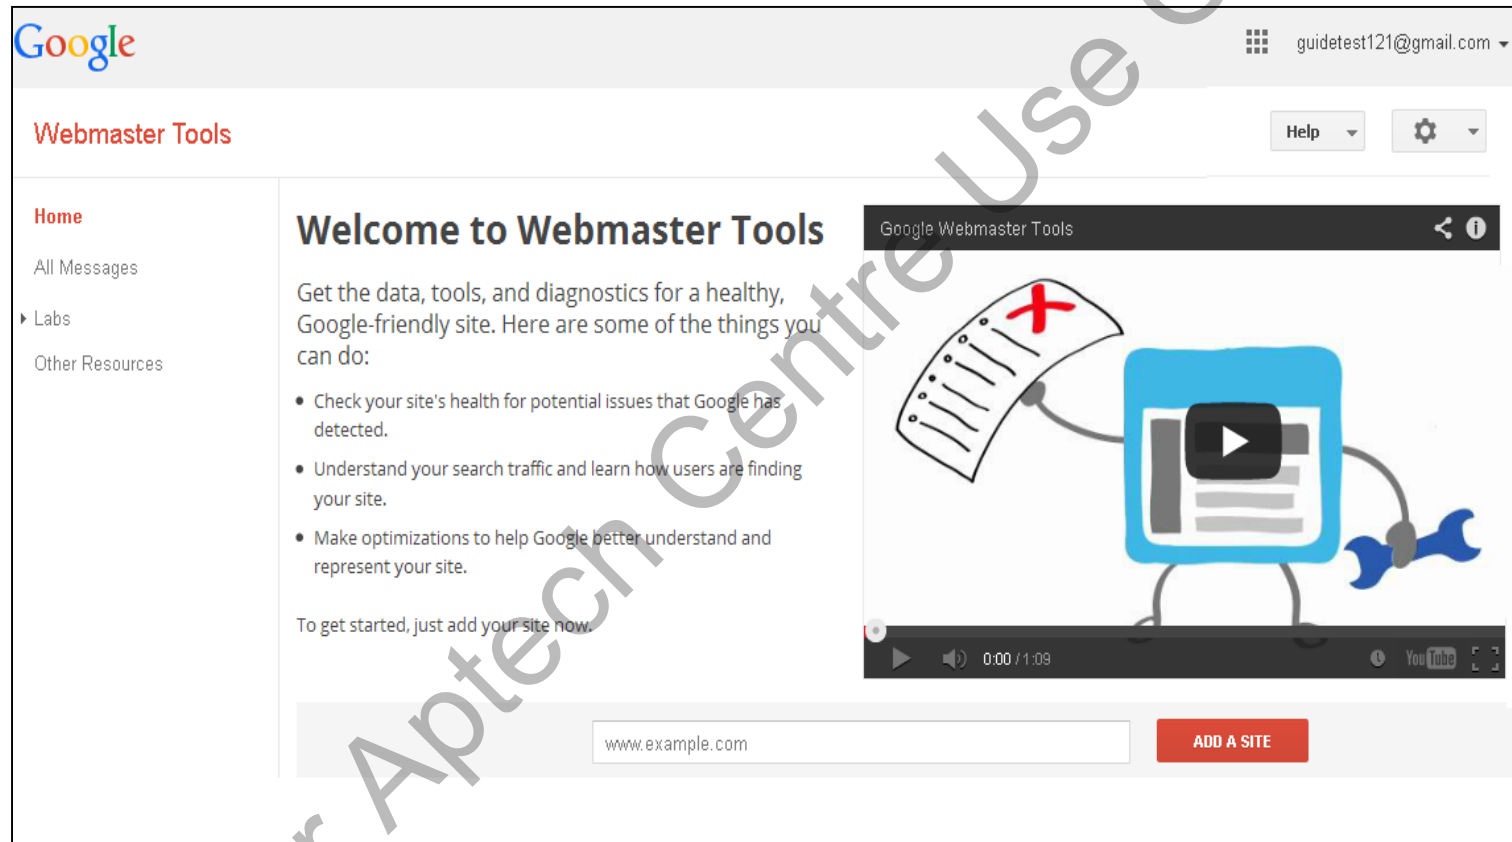 Google
guidetest121@gmail.com
Webmaster Tools
Help
Home
All Messages
Labs
Other Resources
Welcome to Webmaster Tools
Get the data, tools, and diagnostics for a healthy,
Google-friendly site. Here are some of the things you
can do:
• Check your site's health for potential issues that Google has
detected.
• Understand your search traffic and learn how users are finding
your site.
• Make optimizations to help Google better understand and
represent your site.
To get started, just add your site now.
Google Webmaster Tools
0:00 / 1:09
YouTube
www.example.com
ADD A SITE
r Aptech Centre Use